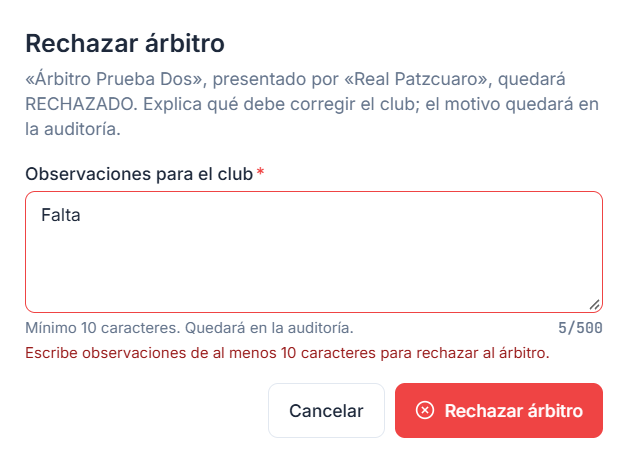 Rechazar árbitro
«Árbitro Prueba Dos», presentado por «Real Patzcuaro», quedará
RECHAZADO. Explica qué debe corregir el club; el motivo quedará en
la auditoría.
Observaciones para el club *
Falta
Mínimo 10 caracteres. Quedará en la auditoría. 5/500
Escribe observaciones de al menos 10 caracteres para rechazar al árbitro.
Cancelar Rechazar árbitro